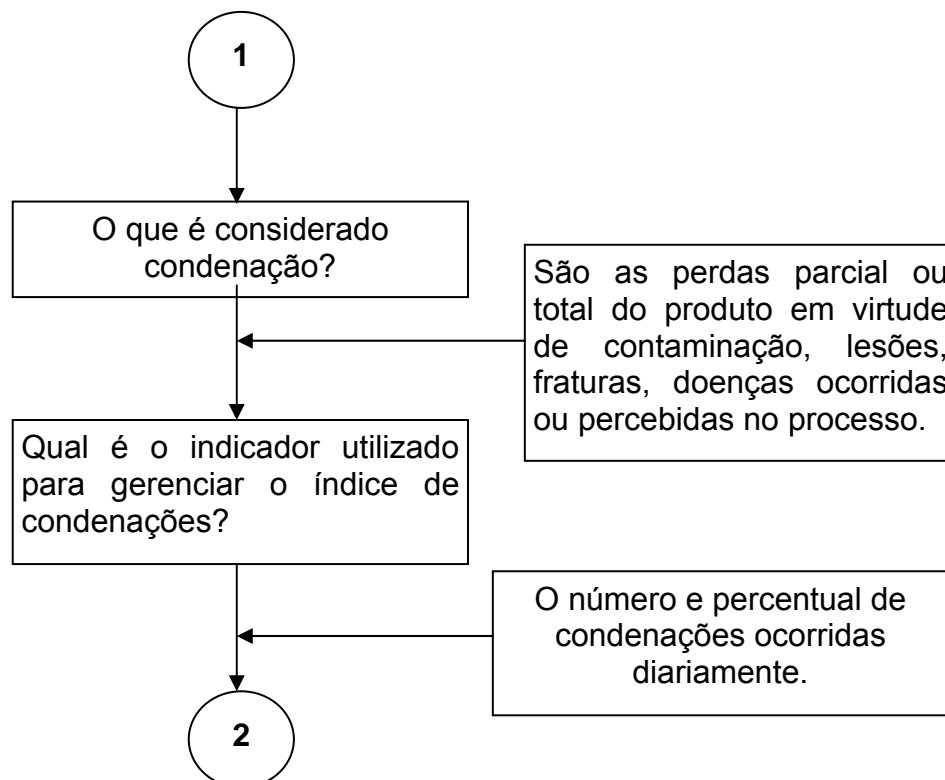 1
O que é considerado
condenação?
São as perdas parcial ou
total do produto em virtude
de contaminação, lesões,
fraturas, doenças ocorridas
ou percebidas no processo.
Qual é o indicador utilizado
para gerenciar o índice de
condenações?
O número e percentual de
condenações ocorridas
diariamente.
2